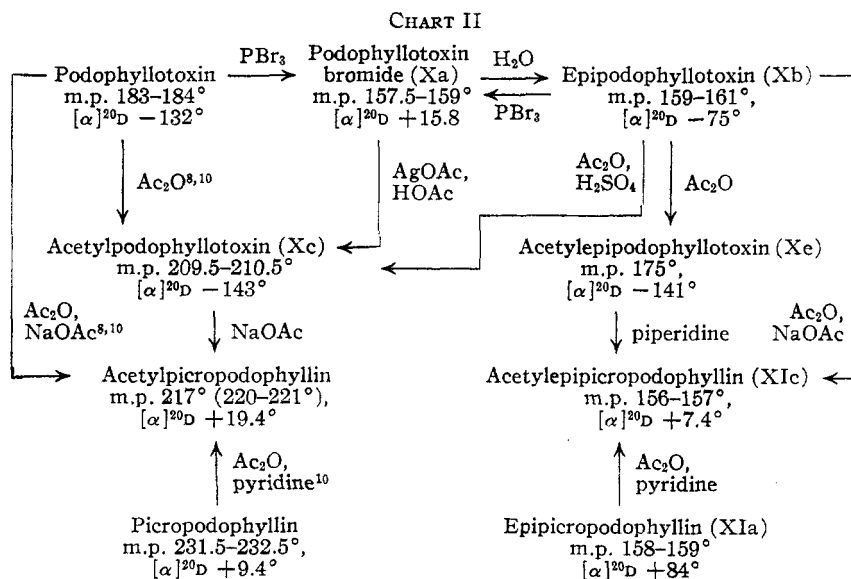 CHART II
Podophyllotoxin
m.p. 183–184°
[α]²⁰D −132°
PBr₃
Podophyllotoxin
bromide (Xa)
m.p. 157.5–159°
[α]²⁰D +15.8
H₂O
PBr₃
Epipodophyllotoxin (Xb)
m.p. 159–161°,
[α]²⁰D −75°
Ac₂O⁸,¹⁰
AgOAc,
HOAc
Ac₂O,
H₂SO₄
Ac₂O
Acetylpodophyllotoxin (Xc)
m.p. 209.5–210.5°
[α]²⁰D −143°
Acetylepipodophyllotoxin (Xe)
m.p. 175°,
[α]²⁰D −141°
Ac₂O,
NaOAc⁸,¹⁰
NaOAc
piperidine
Ac₂O,
NaOAc
Acetylpicropodophyllin
m.p. 217° (220–221°),
[α]²⁰D +19.4°
Acetylepipicropodophyllin (XIc)
m.p. 156–157°,
[α]²⁰D +7.4°
Ac₂O,
pyridine¹⁰
Ac₂O,
pyridine
Picropodophyllin
m.p. 231.5–232.5°,
[α]²⁰D +9.4°
Epipicropodophyllin (XIa)
m.p. 158–159°
[α]²⁰D +84°